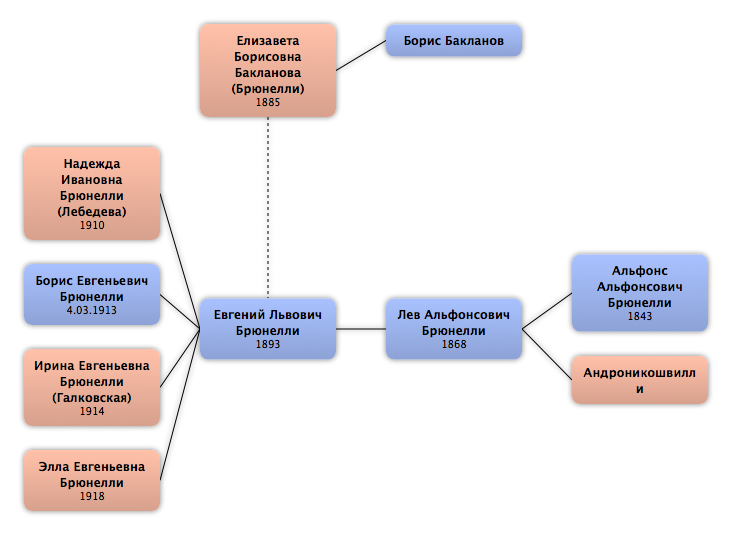 Елизавета
Борисовна
Бакланова
(Брюнелли)
1885
Борис Бакланов
Надежда
Ивановна
Брюнелли
(Лебедева)
1910
Борис Евгеньевич
Брюнелли
4.03.1913
Ирина Евгеньевна
Брюнелли
(Галковская)
1914
Элла Евгеньевна
Брюнелли
1918
Евгений Львович
Брюнелли
1893
Лев Альфонсович
Брюнелли
1868
Альфонс
Альфонсович
Брюнелли
1843
Андроникошвилл
и